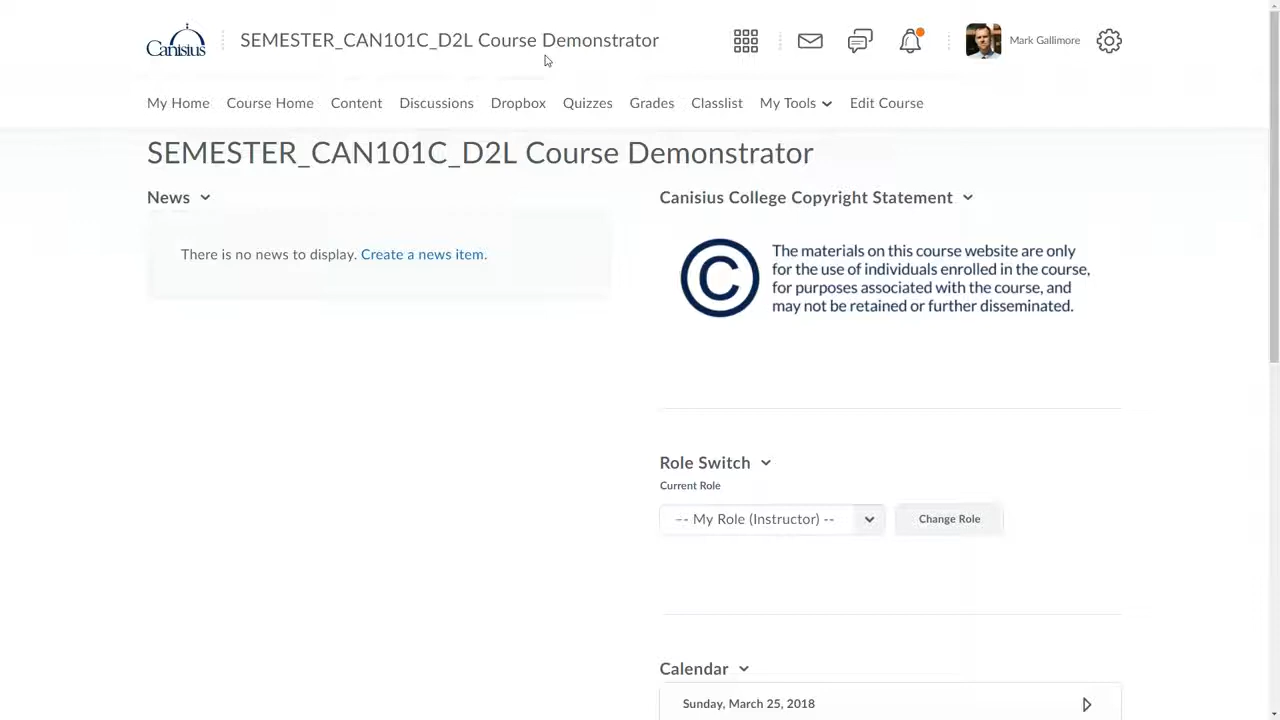 Canisius
SEMESTER_CAN101C_D2L Course Demonstrator
Mark Gallimore
My Home Course Home Content Discussions Dropbox Quizzes Grades Classlist My Tools Edit Course
SEMESTER_CAN101C_D2L Course Demonstrator
News
There is no news to display. Create a news item.
Canisius College Copyright Statement
©
The materials on this course website are only
for the use of individuals enrolled in the course,
for purposes associated with the course, and
may not be retained or further disseminated.
Role Switch
Current Role
-- My Role (Instructor) --
Change Role
Calendar
Sunday, March 25, 2018